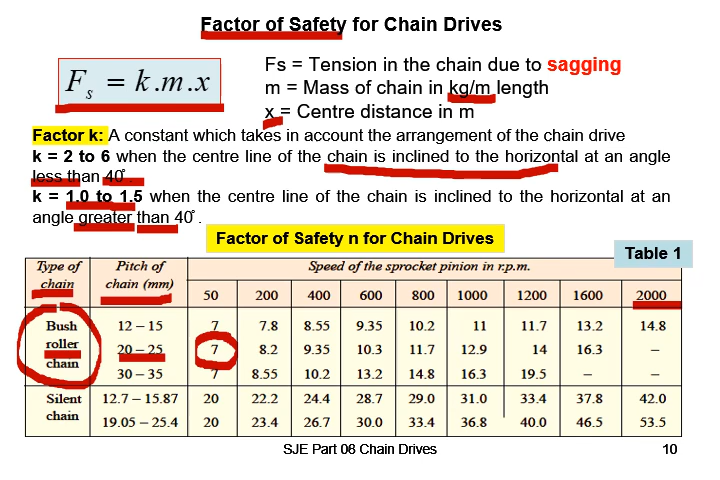 Factor of Safety for Chain Drives
F_s = k.m.x
Fs = Tension in the chain due to sagging
m = Mass of chain in kg/m length
x = Centre distance in m
Factor k: A constant which takes in account the arrangement of the chain drive
k = 2 to 6 when the centre line of the chain is inclined to the horizontal at an angle
less than 40°.
k = 1.0 to 1.5 when the centre line of the chain is inclined to the horizontal at an
angle greater than 40°.
Factor of Safety n for Chain Drives
Table 1
Type of chain | Pitch of chain (mm) | Speed of the sprocket pinion in r.p.m.
50 200 400 600 800 1000 1200 1600 2000
Bush roller chain
12 – 15 7 7.8 8.55 9.35 10.2 11 11.7 13.2 14.8
20 – 25 7 8.2 9.35 10.3 11.7 12.9 14 16.3 –
30 – 35 7 8.55 10.2 13.2 14.8 16.3 19.5 – –
Silent chain
12.7 – 15.87 20 22.2 24.4 28.7 29.0 31.0 33.4 37.8 42.0
19.05 – 25.4 20 23.4 26.7 30.0 33.4 36.8 40.0 46.5 53.5
SJE Part 06 Chain Drives 10